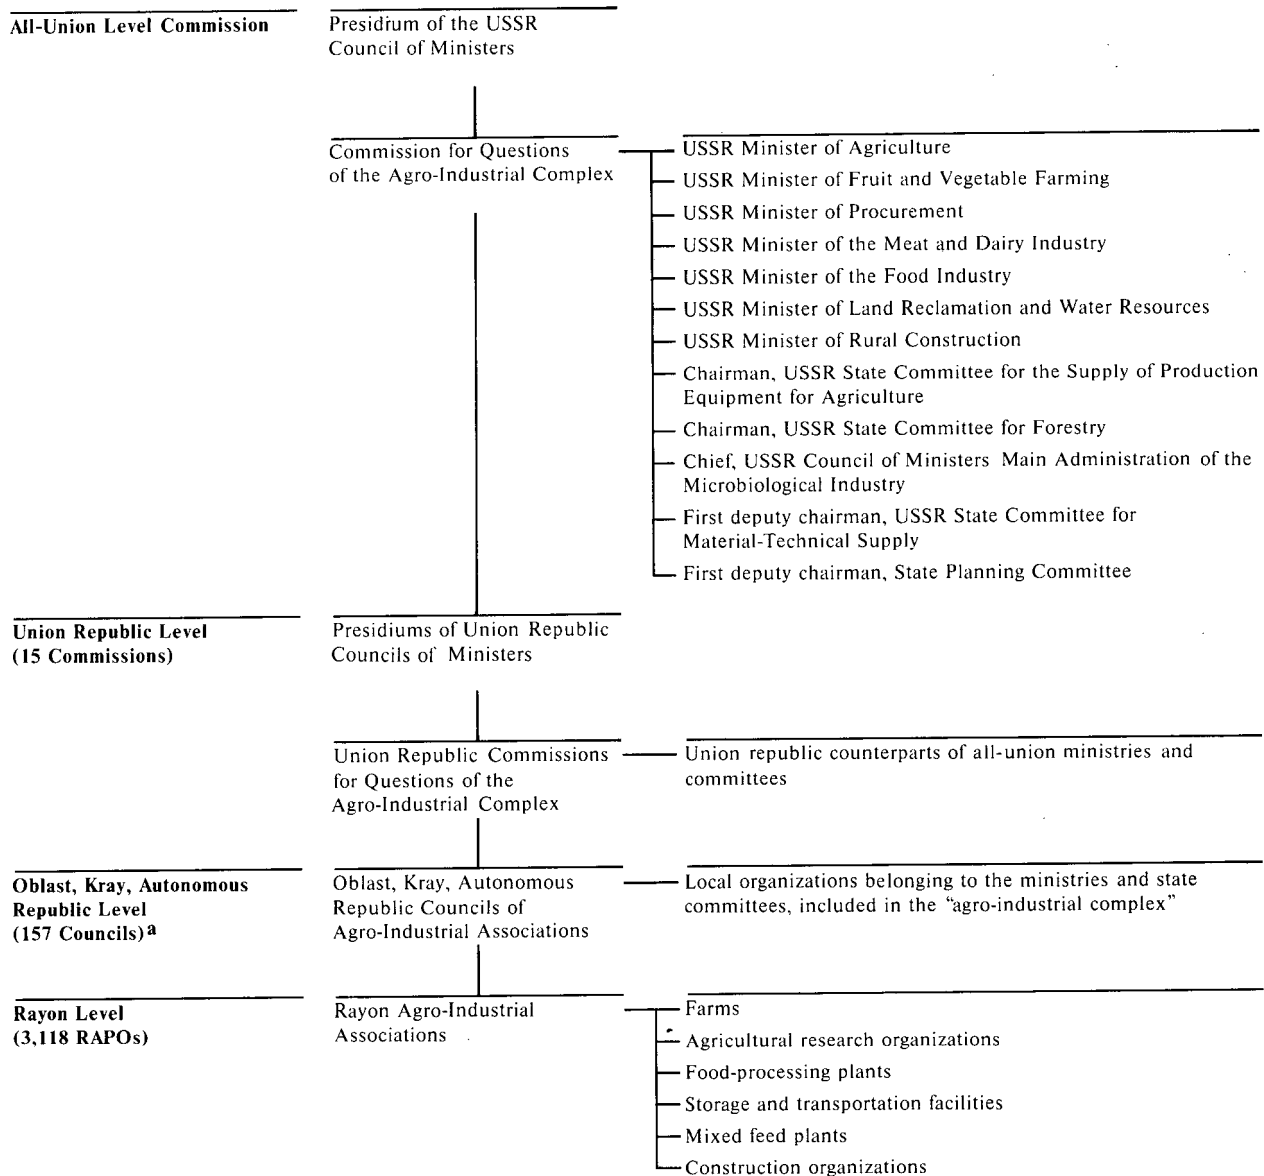 All-Union Level Commission
Presidium of the USSR
Council of Ministers
Commission for Questions
of the Agro-Industrial Complex
USSR Minister of Agriculture
USSR Minister of Fruit and Vegetable Farming
USSR Minister of Procurement
USSR Minister of the Meat and Dairy Industry
USSR Minister of the Food Industry
USSR Minister of Land Reclamation and Water Resources
USSR Minister of Rural Construction
Chairman, USSR State Committee for the Supply of Production
Equipment for Agriculture
Chairman, USSR State Committee for Forestry
Chief, USSR Council of Ministers Main Administration of the
Microbiological Industry
First deputy chairman, USSR State Committee for
Material-Technical Supply
First deputy chairman, State Planning Committee
Union Republic Level
(15 Commissions)
Presidiums of Union Republic
Councils of Ministers
Union Republic Commissions
for Questions of the
Agro-Industrial Complex
Union republic counterparts of all-union ministries and
committees
Oblast, Kray, Autonomous
Republic Level
(157 Councils)a
Oblast, Kray, Autonomous
Republic Councils of
Agro-Industrial Associations
Local organizations belonging to the ministries and state
committees, included in the “agro-industrial complex”
Rayon Level
(3,118 RAPOs)
Rayon Agro-Industrial
Associations
Farms
Agricultural research organizations
Food-processing plants
Storage and transportation facilities
Mixed feed plants
Construction organizations